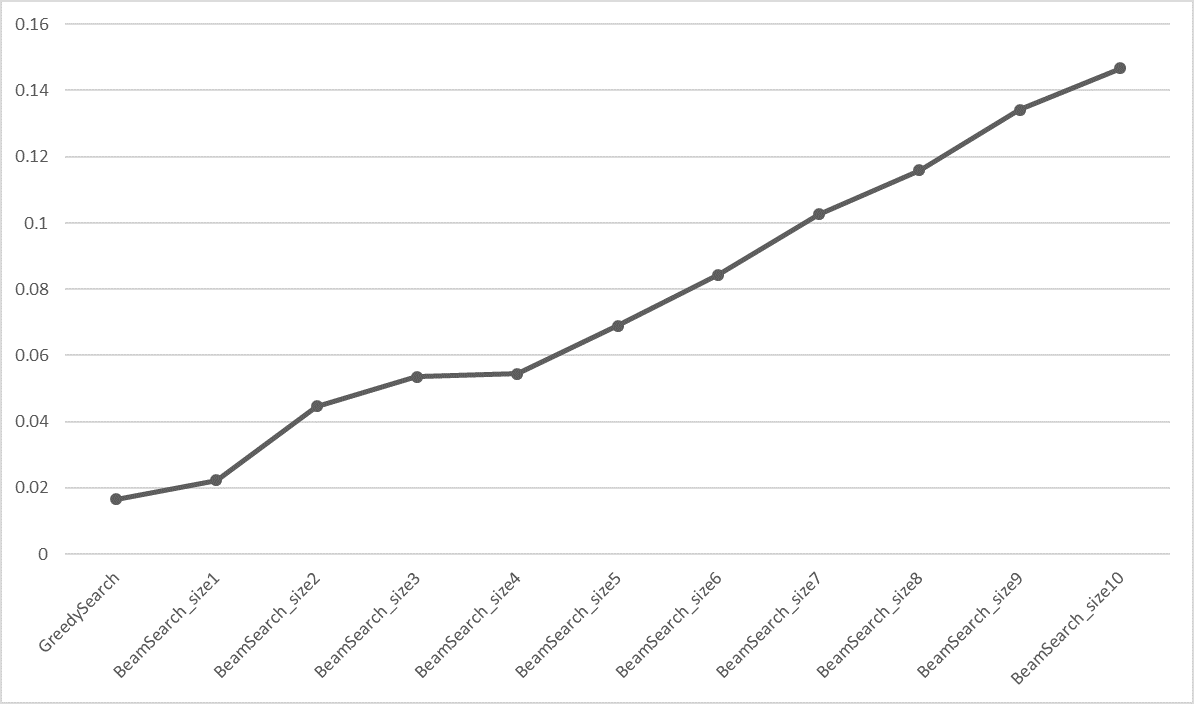 0.16
0.14
0.12
0.1
0.08
0.06
0.04
0.02
0
GreedySearch
BeamSearch_size1
BeamSearch_size2
BeamSearch_size3
BeamSearch_size4
BeamSearch_size5
BeamSearch_size6
BeamSearch_size7
BeamSearch_size8
BeamSearch_size9
BeamSearch_size10